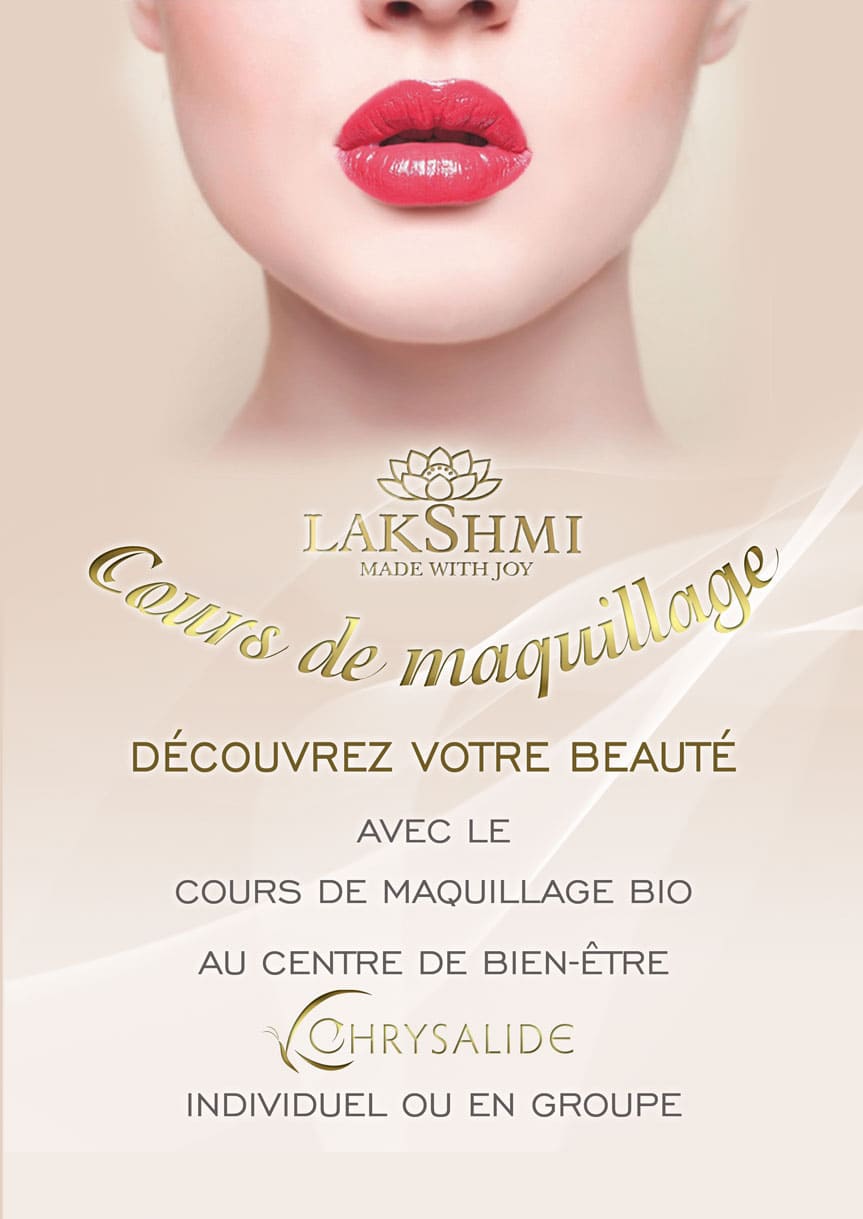 LAKSHMI
MADE WITH JOY
Cours de maquillage
DÉCOUVREZ VOTRE BEAUTÉ
AVEC LE
COURS DE MAQUILLAGE BIO
AU CENTRE DE BIEN-ÊTRE
CHRYSALIDE
INDIVIDUEL OU EN GROUPE